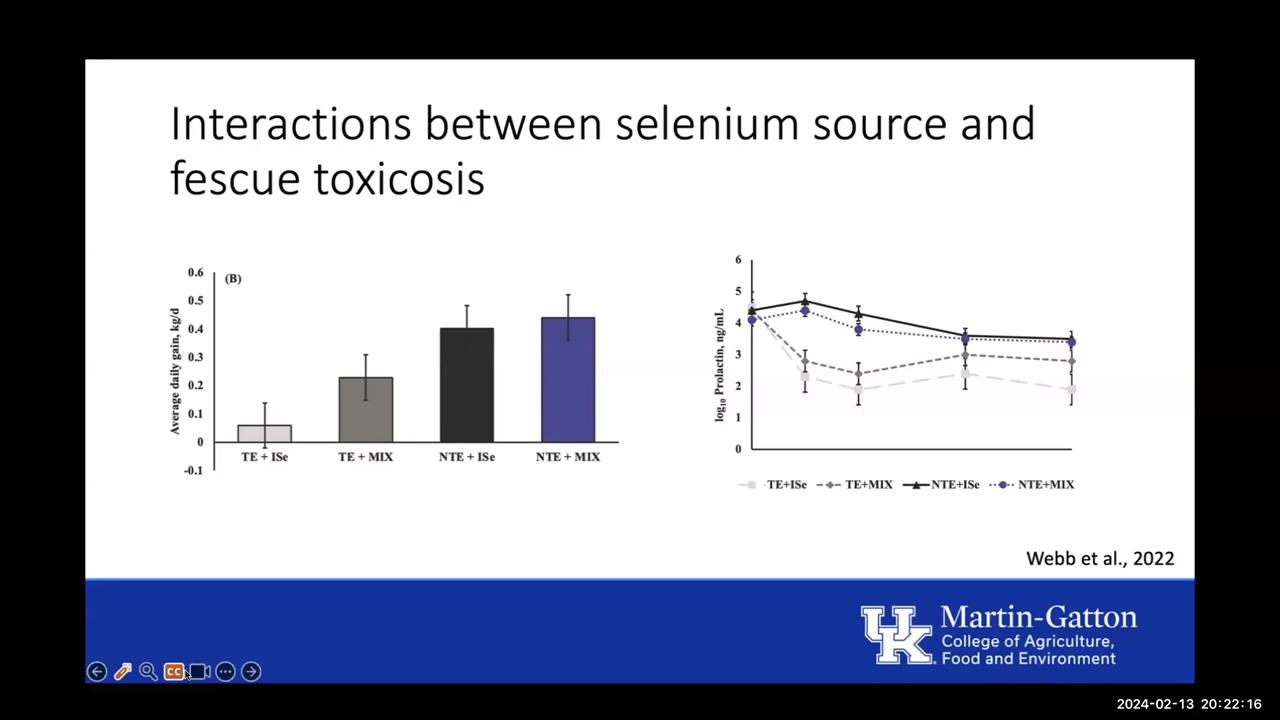 Interactions between selenium source and
fescue toxicosis
(B)
Average daily gain, kg/d
0.6
0.5
0.4
0.3
0.2
0.1
0
-0.1
TE + ISe
TE + MIX
NTE + ISe
NTE + MIX
log10 Prolactin, ng/mL
6
5
4
3
2
1
0
TE+ISe
TE+MIX
NTE+ISe
NTE+MIX
Webb et al., 2022
UK
Martin-Gatton
College of Agriculture,
Food and Environment
CC
2024-02-13 20:22:16